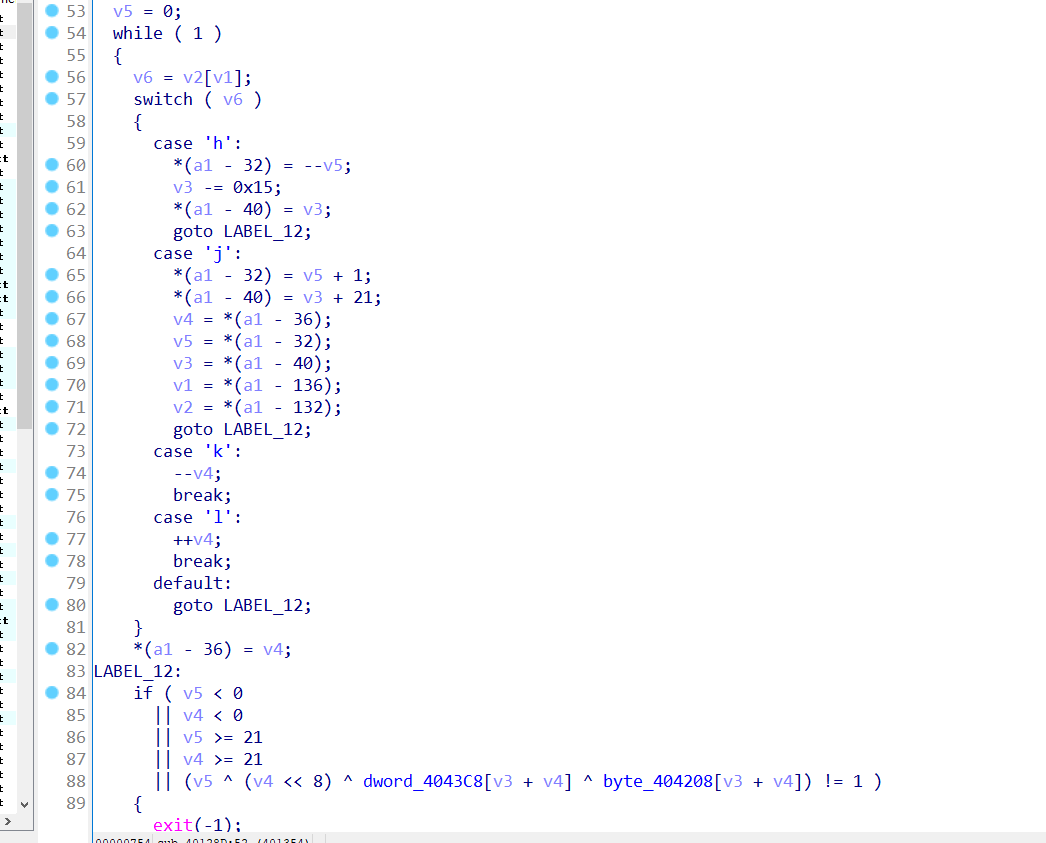 53 v5 = 0;
54 while ( 1 )
55 {
56 v6 = v2[v1];
57 switch ( v6 )
58 {
59 case 'h':
60 *(a1 - 32) = --v5;
61 v3 -= 0x15;
62 *(a1 - 40) = v3;
63 goto LABEL_12;
64 case 'j':
65 *(a1 - 32) = v5 + 1;
66 *(a1 - 40) = v3 + 21;
67 v4 = *(a1 - 36);
68 v5 = *(a1 - 32);
69 v3 = *(a1 - 40);
70 v1 = *(a1 - 136);
71 v2 = *(a1 - 132);
72 goto LABEL_12;
73 case 'k':
74 --v4;
75 break;
76 case 'l':
77 ++v4;
78 break;
79 default:
80 goto LABEL_12;
81 }
82 *(a1 - 36) = v4;
83 LABEL_12:
84 if ( v5 < 0
85 || v4 < 0
86 || v5 >= 21
87 || v4 >= 21
88 || (v5 ^ (v4 << 8) ^ dword_4043C8[v3 + v4] ^ byte_404208[v3 + v4]) != 1 )
89 {
exit(-1);